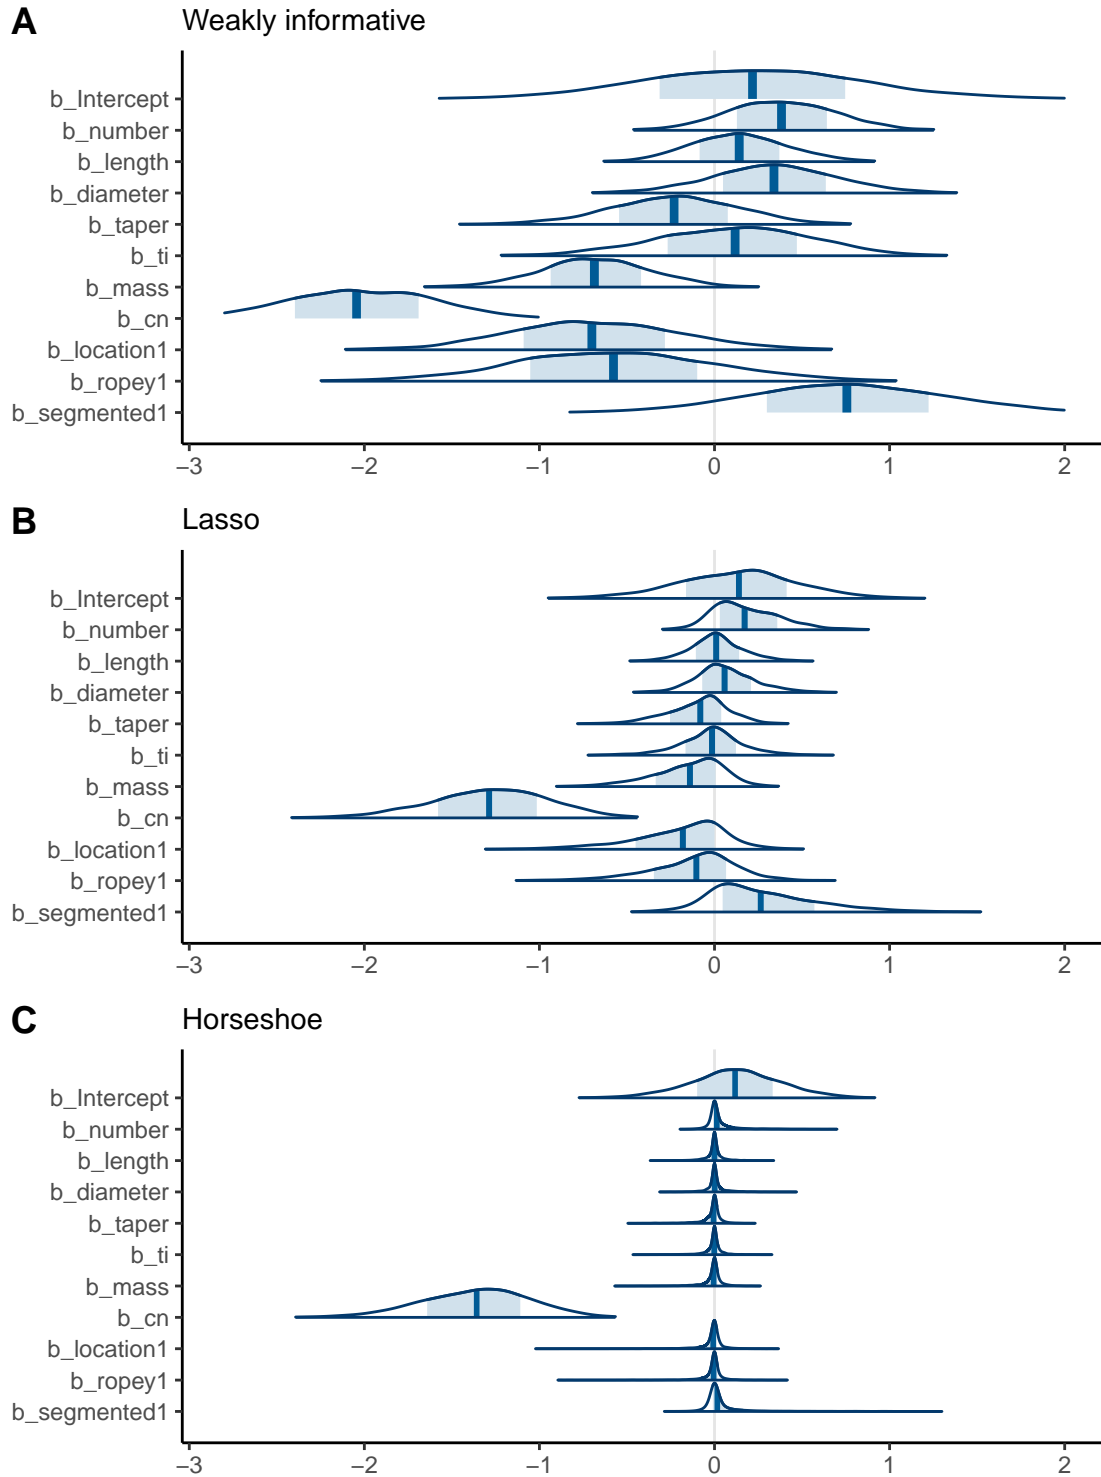 A Weakly informative
b_Intercept
b_number
b_length
b_diameter
b_taper
b_ti
b_mass
b_cn
b_location1
b_ropey1
b_segmented1
−3 −2 −1 0 1 2
B Lasso
b_Intercept
b_number
b_length
b_diameter
b_taper
b_ti
b_mass
b_cn
b_location1
b_ropey1
b_segmented1
−3 −2 −1 0 1 2
C Horseshoe
b_Intercept
b_number
b_length
b_diameter
b_taper
b_ti
b_mass
b_cn
b_location1
b_ropey1
b_segmented1
−3 −2 −1 0 1 2